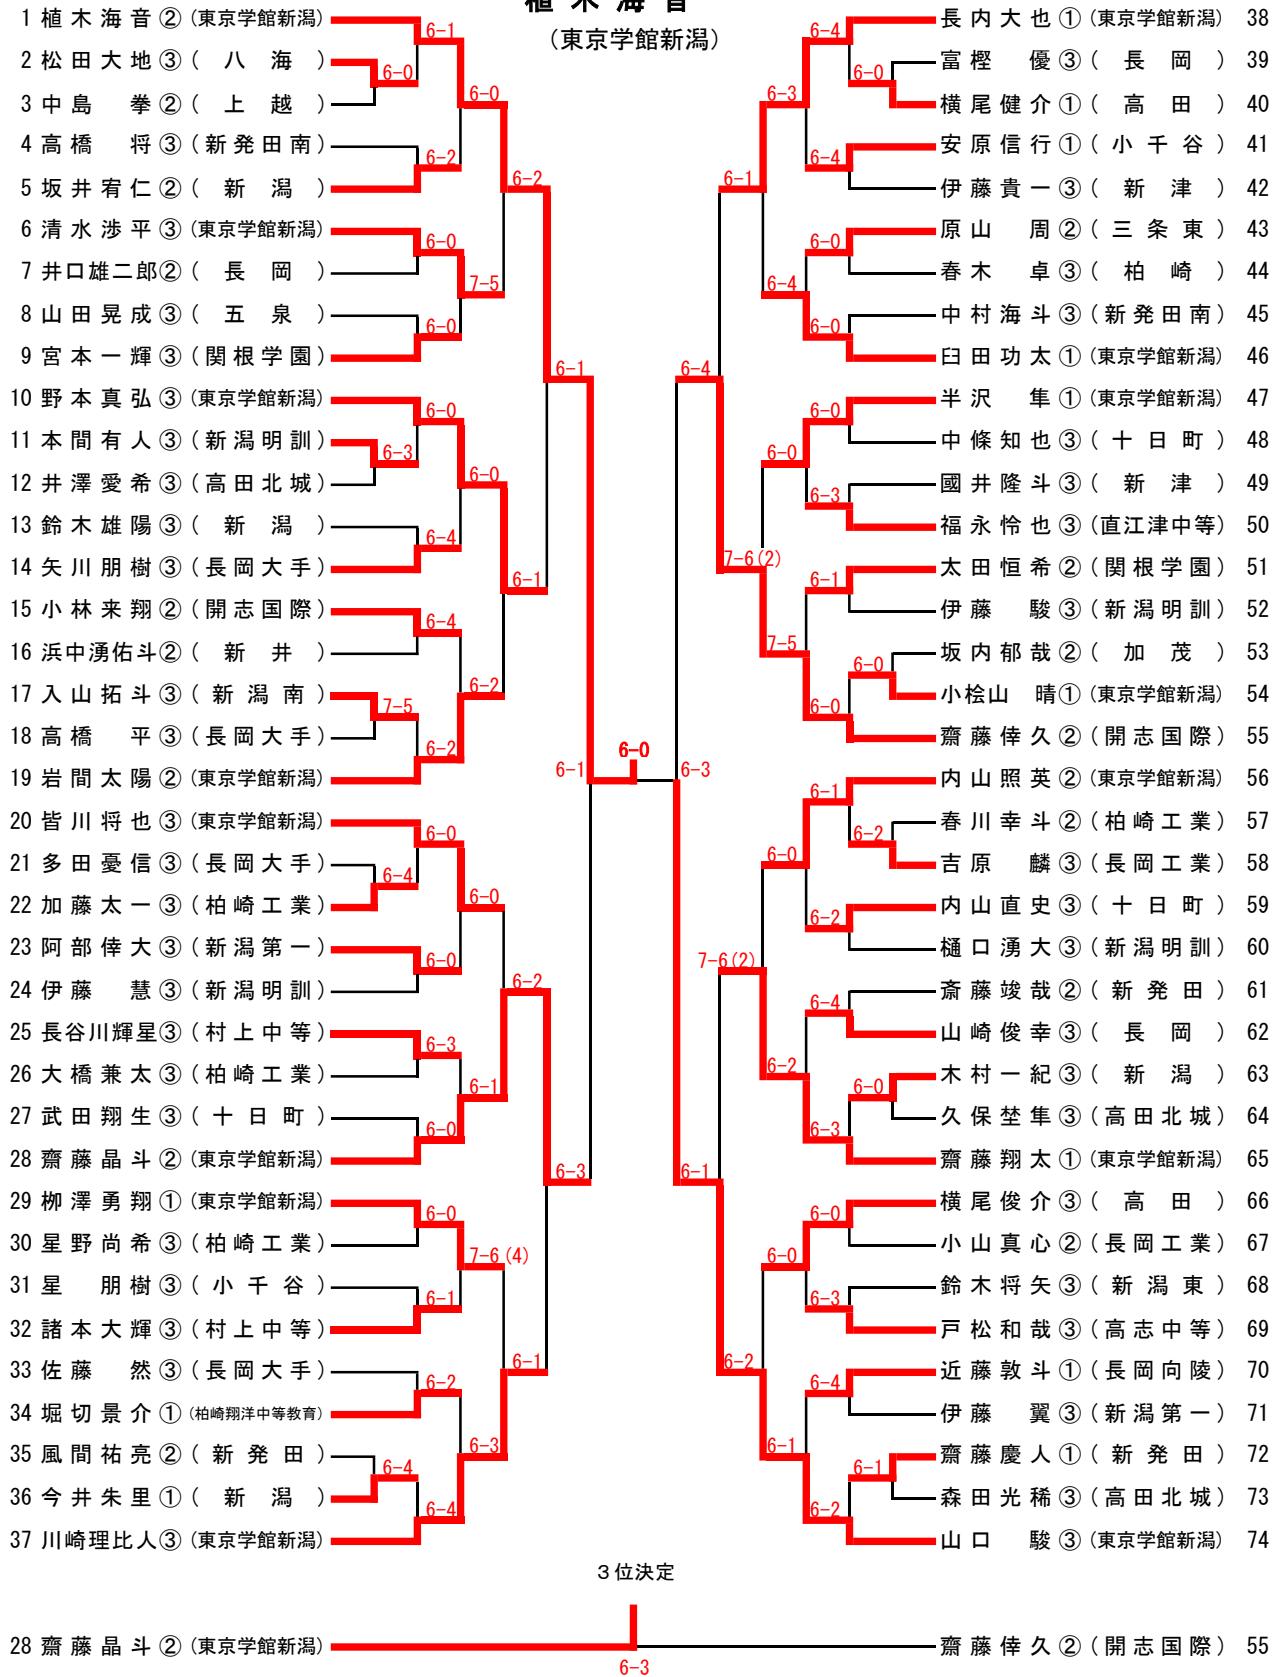 植木海音
(東京学館新潟)
1 植木海音② (東京学館新潟)
2 松田大地③ (八海)
3 中島拳② (上越)
4 高橋将③ (新発田南)
5 坂井宥仁② (新潟)
6 清水渉平③ (東京学館新潟)
7 井口雄二郎② (長岡)
8 山田晃成③ (五泉)
9 宮本一輝③ (関根学園)
10 野本真弘③ (東京学館新潟)
11 本間有人③ (新潟明訓)
12 井澤愛希③ (高田北城)
13 鈴木雄陽③ (新潟)
14 矢川朋樹③ (長岡大手)
15 小林来翔② (開志国際)
16 浜中湧佑斗② (新井)
17 入山拓斗③ (新潟南)
18 高橋平③ (長岡大手)
19 岩間太陽② (東京学館新潟)
20 皆川将也③ (東京学館新潟)
21 多田憂信③ (長岡大手)
22 加藤太一③ (柏崎工業)
23 阿部倖大③ (新潟第一)
24 伊藤慧③ (新潟明訓)
25 長谷川輝星③ (村上中等)
26 大橋兼太③ (柏崎工業)
27 武田翔生③ (十日町)
28 齋藤晶斗② (東京学館新潟)
29 栁澤勇翔① (東京学館新潟)
30 星野尚希③ (柏崎工業)
31 星朋樹③ (小千谷)
32 諸本大輝③ (村上中等)
33 佐藤然③ (長岡大手)
34 堀切景介① (柏崎翔洋中等教育)
35 風間祐亮② (新発田)
36 今井朱里① (新潟)
37 川崎理比人③ (東京学館新潟)
6-0
6-3
6-4
7-5
6-4
6-1
6-2
6-0
6-0
6-0
6-4
6-4
6-2
6-0
6-0
6-3
6-0
6-0
6-1
6-2
6-4
6-0
7-5
6-0
6-2
6-0
6-1
7-6(4)
6-3
6-2
6-1
6-2
6-1
6-1
6-3
6-1
6-0
6-3
6-4
6-1
6-1
7-6(2)
7-6(2)
6-2
6-3
6-4
6-0
7-5
6-0
6-2
6-0
6-1
6-4
6-4
6-0
6-0
6-0
6-3
6-1
6-0
6-1
6-2
6-4
6-3
6-0
6-3
6-4
6-2
6-0
6-0
6-2
6-0
6-1
長内大也① (東京学館新潟) 38
富樫優③ (長岡) 39
横尾健介① (高田) 40
安原信行① (小千谷) 41
伊藤貴一③ (新津) 42
原山周② (三条東) 43
春木卓③ (柏崎) 44
中村海斗③ (新発田南) 45
臼田功太① (東京学館新潟) 46
半沢隼① (東京学館新潟) 47
中條知也③ (十日町) 48
國井隆斗③ (新津) 49
福永怜也③ (直江津中等) 50
太田恒希② (関根学園) 51
伊藤駿③ (新潟明訓) 52
坂内郁哉② (加茂) 53
小桧山晴① (東京学館新潟) 54
齋藤倖久② (開志国際) 55
内山照英② (東京学館新潟) 56
春川幸斗② (柏崎工業) 57
吉原麟③ (長岡工業) 58
内山直史③ (十日町) 59
樋口湧大③ (新潟明訓) 60
斎藤竣哉② (新発田) 61
山崎俊幸③ (長岡) 62
木村一紀③ (新潟) 63
久保埜隼③ (高田北城) 64
齋藤翔太① (東京学館新潟) 65
横尾俊介③ (高田) 66
小山真心② (長岡工業) 67
鈴木将矢③ (新潟東) 68
戸松和哉③ (高志中等) 69
近藤敦斗① (長岡向陵) 70
伊藤翼③ (新潟第一) 71
齋藤慶人① (新発田) 72
森田光稀③ (高田北城) 73
山口駿③ (東京学館新潟) 74
3位決定
28 齋藤晶斗② (東京学館新潟)
6-3
齋藤倖久② (開志国際) 55